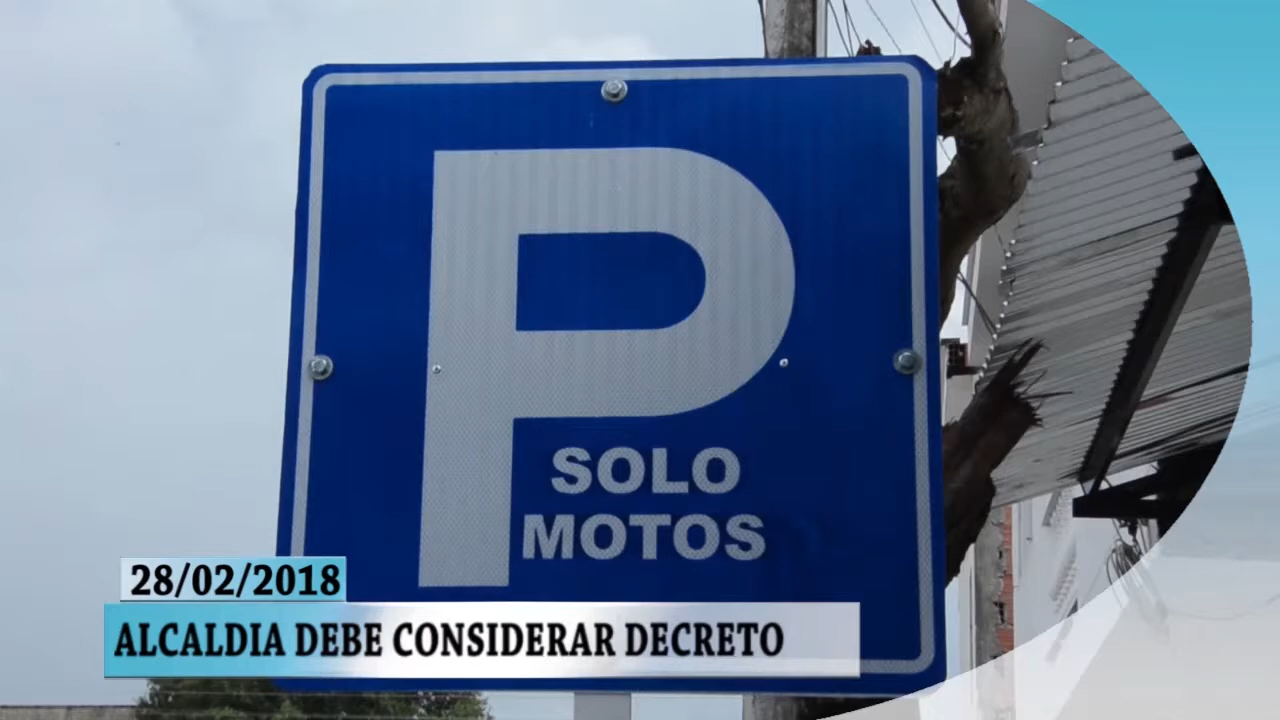 P
SOLO
MOTOS
28/02/2018
ALCALDIA DEBE CONSIDERAR DECRETO